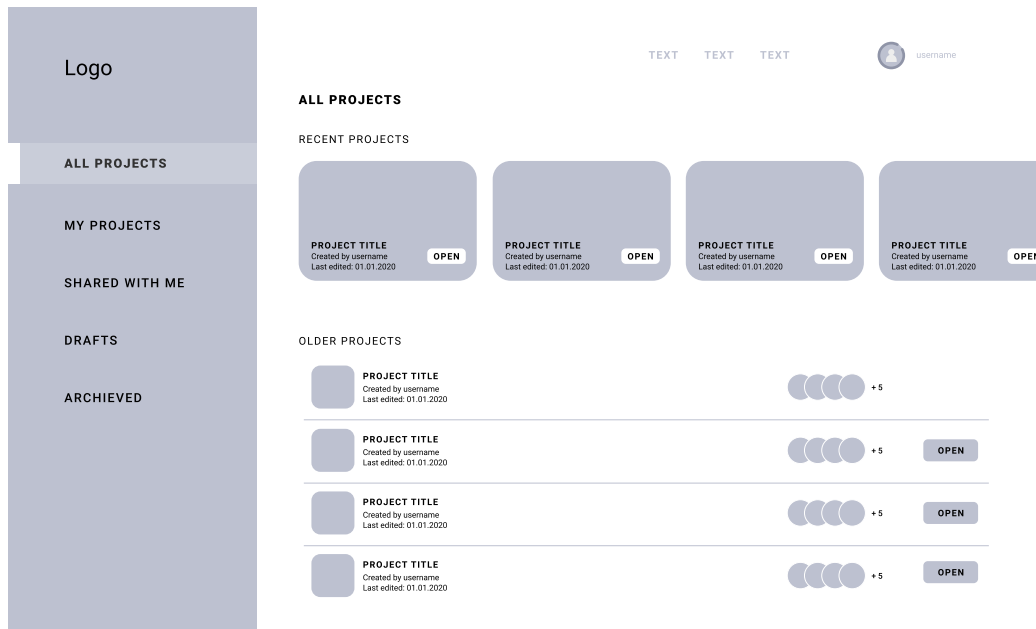 Logo
ALL PROJECTS
MY PROJECTS
SHARED WITH ME
DRAFTS
ARCHIEVED
TEXT TEXT TEXT username
ALL PROJECTS
RECENT PROJECTS
PROJECT TITLE
Created by username
Last edited: 01.01.2020
OPEN
PROJECT TITLE
Created by username
Last edited: 01.01.2020
OPEN
PROJECT TITLE
Created by username
Last edited: 01.01.2020
OPEN
PROJECT TITLE
Created by username
Last edited: 01.01.2020
OPEN
OLDER PROJECTS
PROJECT TITLE
Created by username
Last edited: 01.01.2020
+ 5
PROJECT TITLE
Created by username
Last edited: 01.01.2020
+ 5
OPEN
PROJECT TITLE
Created by username
Last edited: 01.01.2020
+ 5
OPEN
PROJECT TITLE
Created by username
Last edited: 01.01.2020
+ 5
OPEN